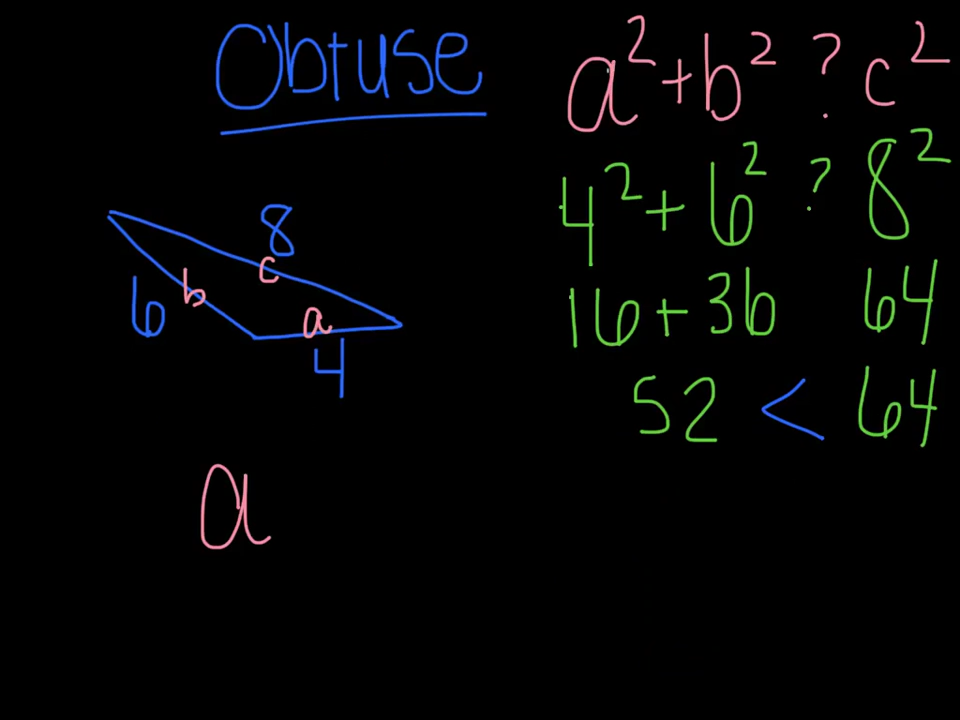 Obtuse
a² + b² ? c²
4² + 6² ? 8²
16 + 36 64
52 < 64
8
c
6 b
a
4
a